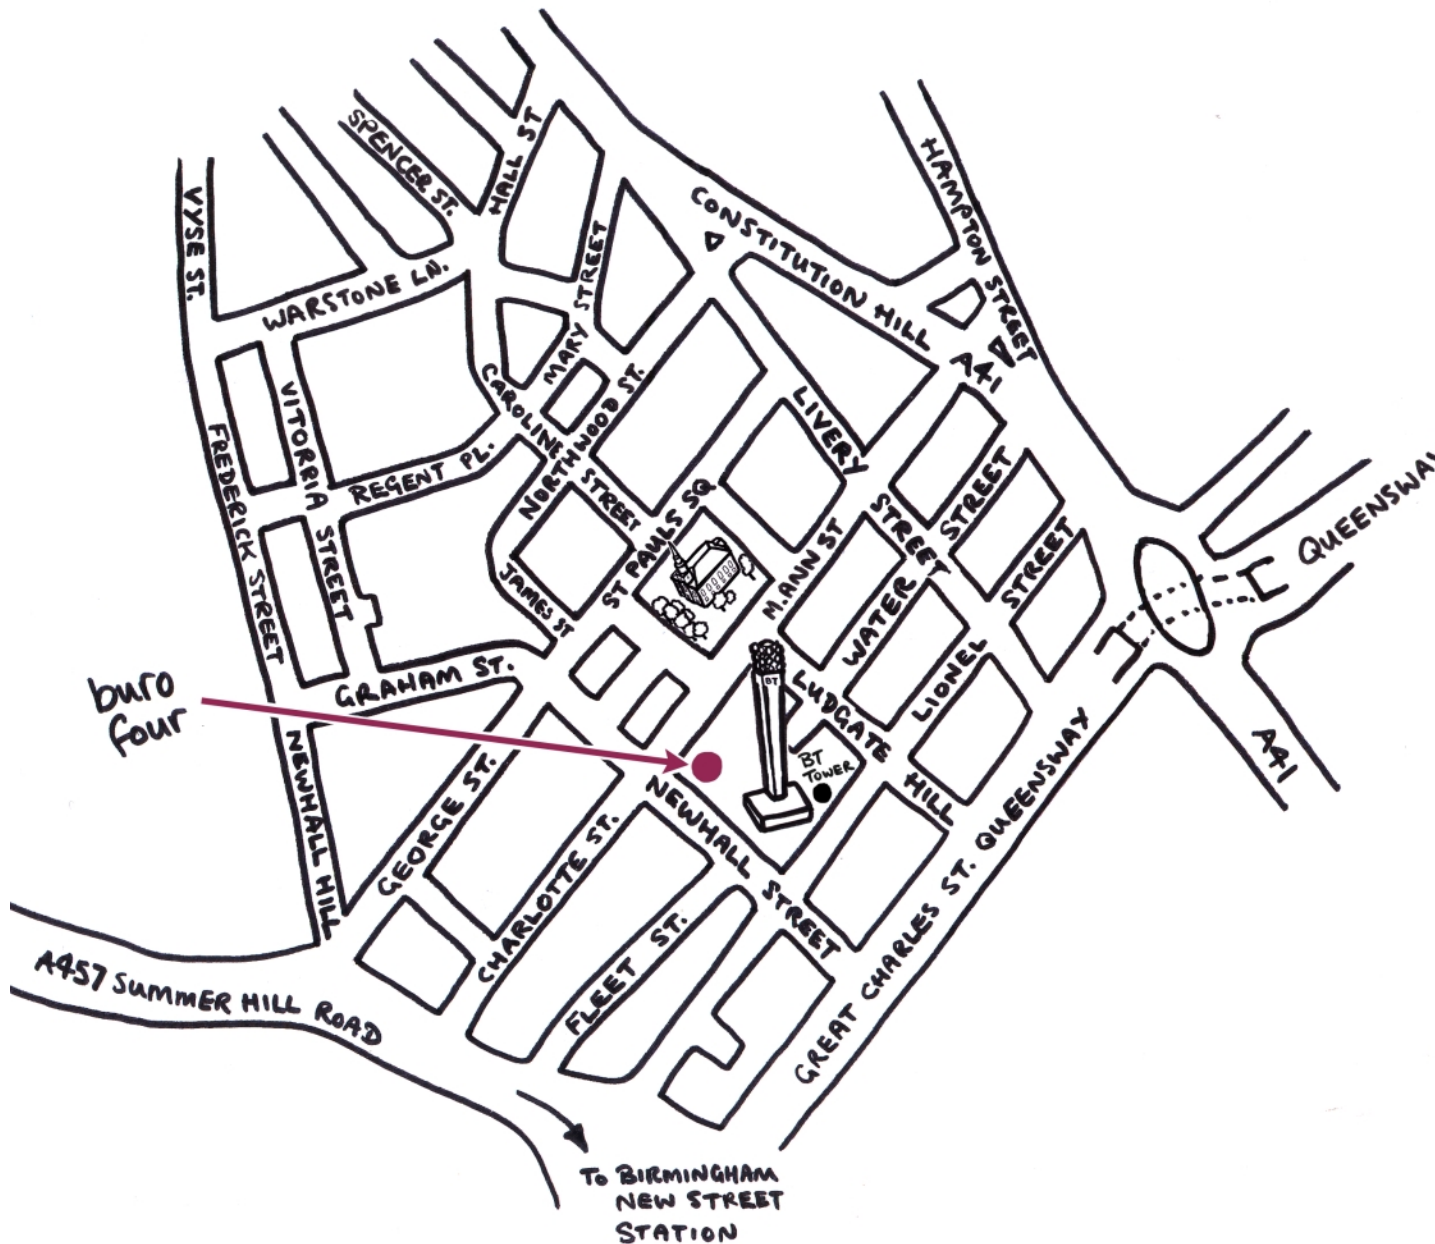 SPENCER ST.
HALL ST
VYSE ST.
WARSTONE LN.
CONSTITUTION HILL
HAMPTON STREET
A41
MARY STREET
CAROLINE STREET
NORTHWOOD ST.
VITORRIA STREET
REGENT PL.
FREDERICK STREET
LIVERY STREET
ST PAULS SQ
JAMES ST
M. ANN ST
WATER STREET
LIONEL STREET
QUEENSWAY
GRAHAM ST.
LUDGATE HILL
buro
four
BT
BT
TOWER
NEWHALL HILL
GEORGE ST.
NEWHALL STREET
CHARLOTTE ST.
FLEET ST.
GREAT CHARLES ST. QUEENSWAY
A41
A457 SUMMER HILL ROAD
TO BIRMINGHAM
NEW STREET
STATION